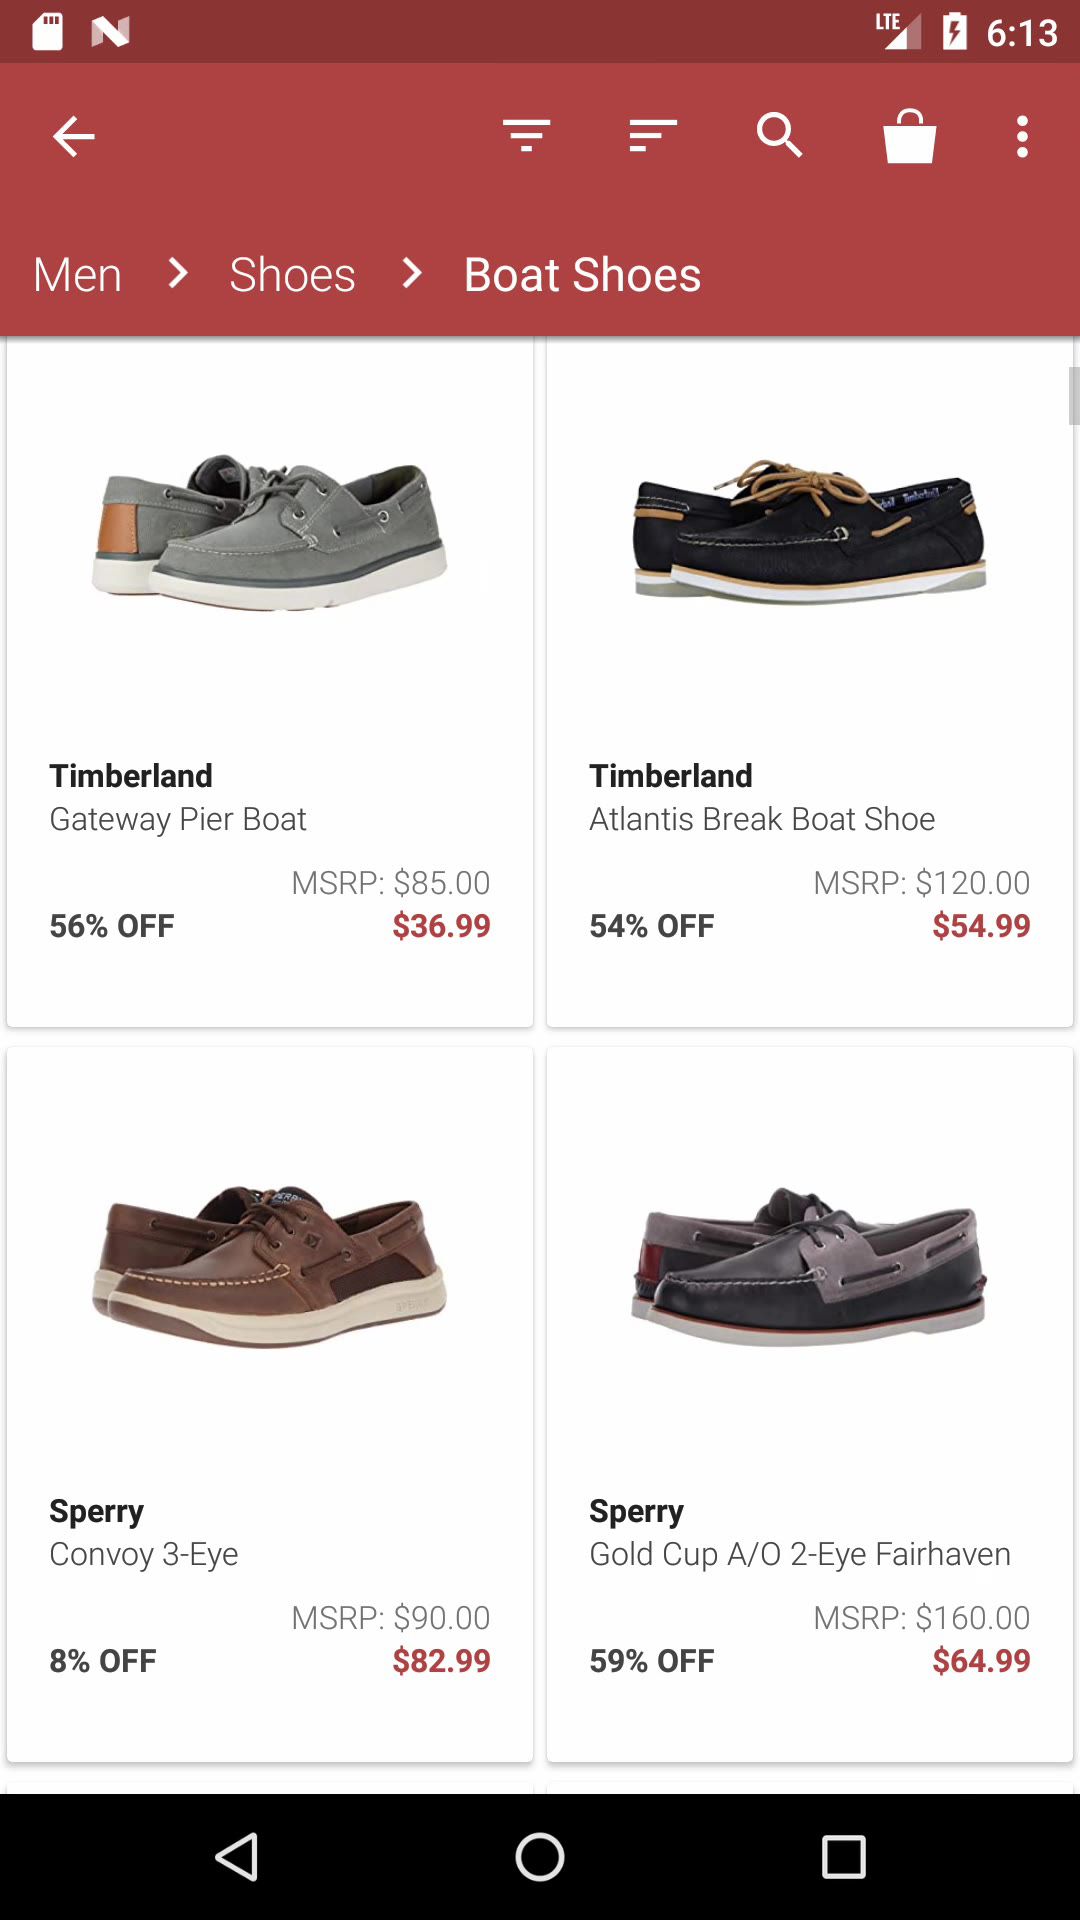 LTE 6:13
Men Shoes Boat Shoes
Timberland
Gateway Pier Boat
MSRP: $85.00
56% OFF $36.99
Timberland
Timberland
Atlantis Break Boat Shoe
MSRP: $120.00
54% OFF $54.99
SPERRY
Sperry
Convoy 3-Eye
MSRP: $90.00
8% OFF $82.99
Sperry
Gold Cup A/O 2-Eye Fairhaven
MSRP: $160.00
59% OFF $64.99